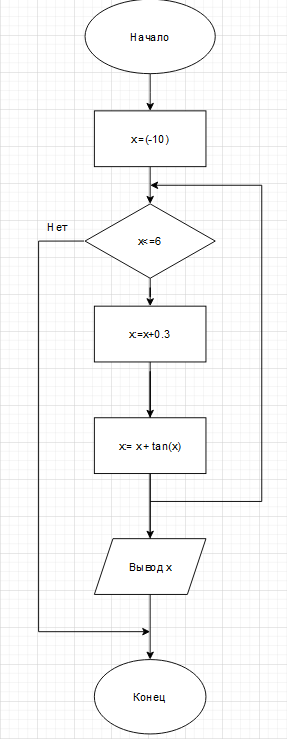 Начало
x=(-10)
Нет
x<=6
x:=x+0.3
x:= x+ tan(x)
Вывод x
Конец